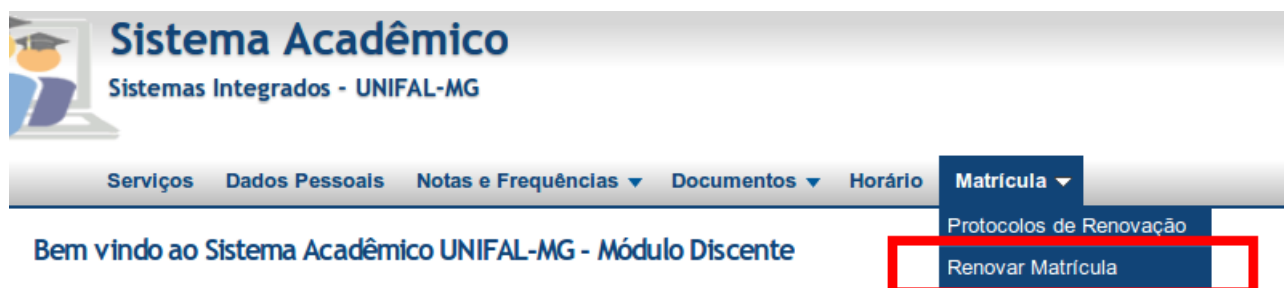 Sistema Acadêmico
Sistemas Integrados - UNIFAL-MG
Serviços Dados Pessoais Notas e Frequências Documentos Horário Matrícula
Protocolos de Renovação
Bem vindo ao Sistema Acadêmico UNIFAL-MG - Módulo Discente
Renovar Matrícula